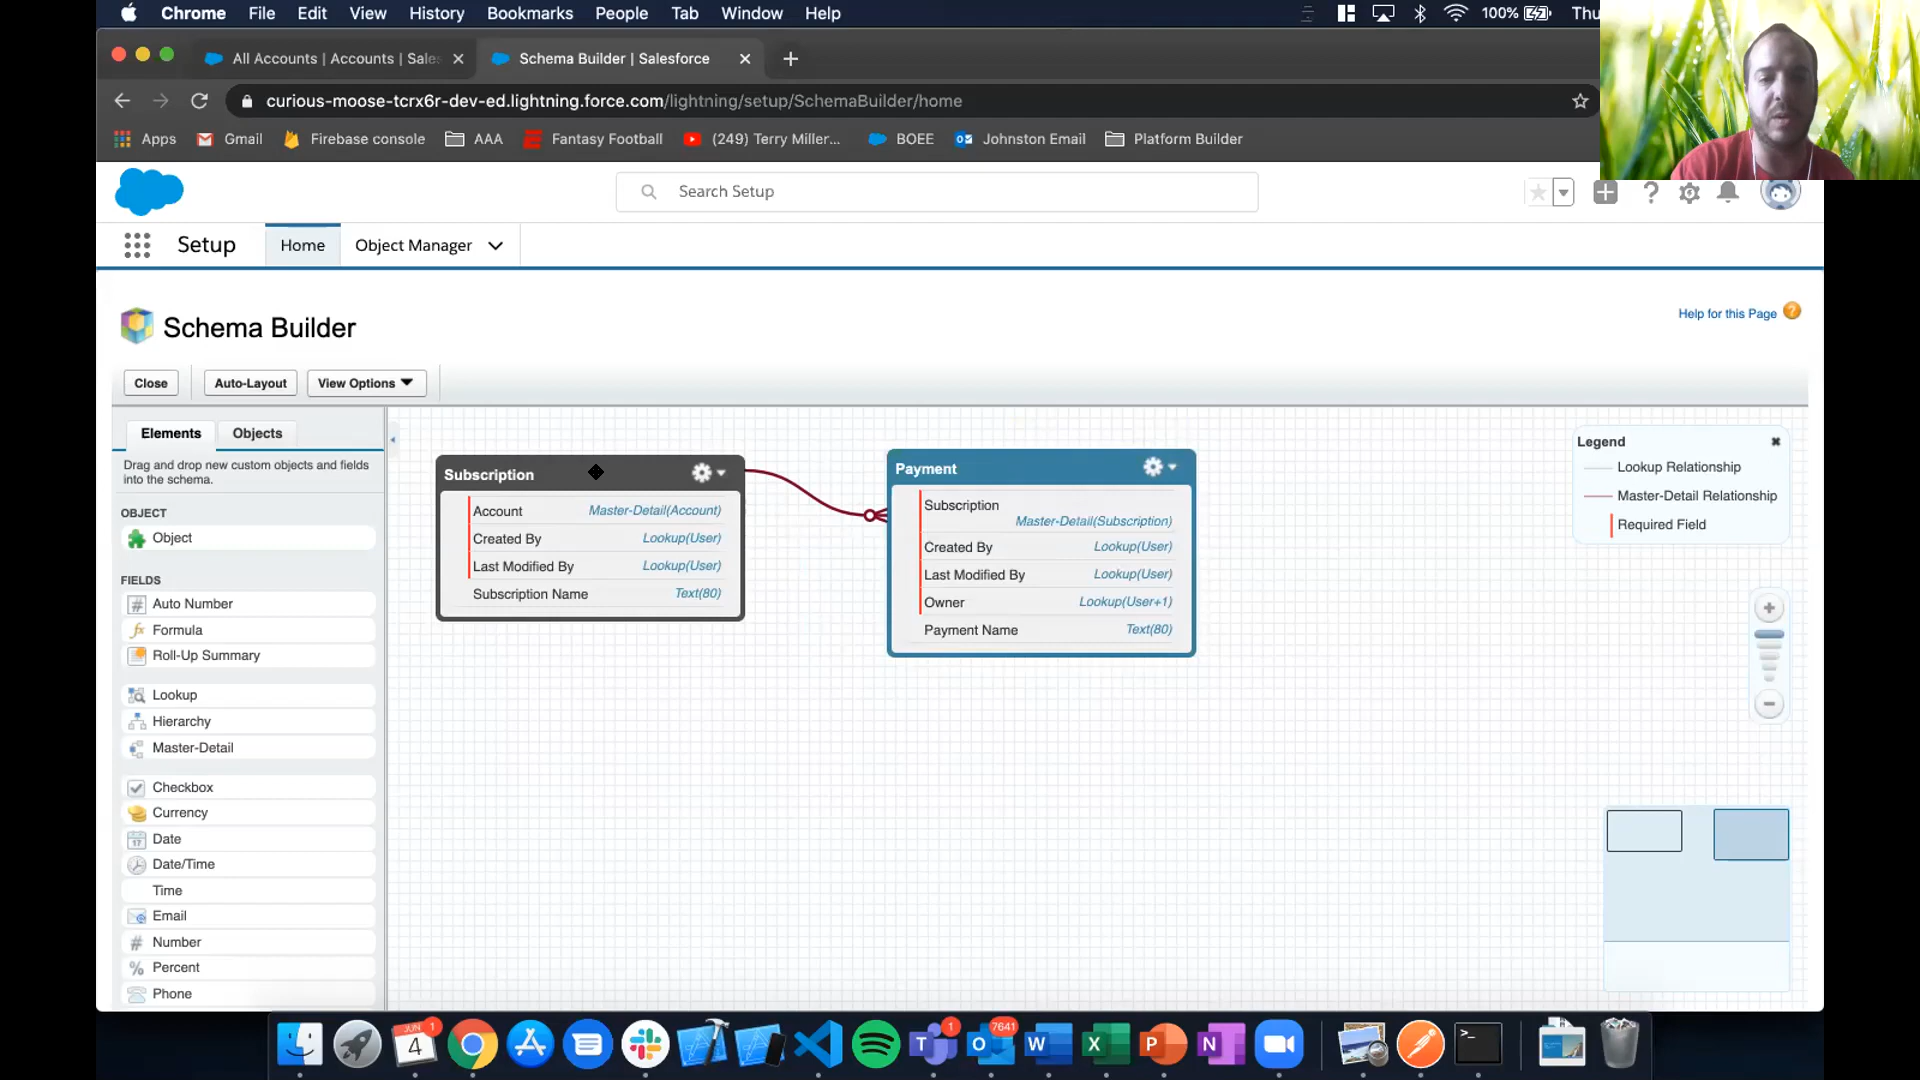 Chrome File Edit View History Bookmarks People Tab Window Help 100% Thu
All Accounts | Accounts | Sale
Schema Builder | Salesforce
curious-moose-tcrx6r-dev-ed.lightning.force.com/lightning/setup/SchemaBuilder/home
Apps Gmail Firebase console AAA Fantasy Football (249) Terry Miller... BOEE Johnston Email Platform Builder
Search Setup
Setup Home Object Manager
Schema Builder
Help for this Page
Close Auto-Layout View Options
Elements Objects
Drag and drop new custom objects and fields
into the schema.
OBJECT
Object
FIELDS
Auto Number
Formula
Roll-Up Summary
Lookup
Hierarchy
Master-Detail
Checkbox
Currency
Date
Date/Time
Time
Email
Number
Percent
Phone
Subscription
Account Master-Detail(Account)
Created By Lookup(User)
Last Modified By Lookup(User)
Subscription Name Text(80)
Payment
Subscription
Master-Detail(Subscription)
Created By Lookup(User)
Last Modified By Lookup(User)
Owner Lookup(User+1)
Payment Name Text(80)
Legend
Lookup Relationship
Master-Detail Relationship
Required Field
JUN 1
4
1
7641